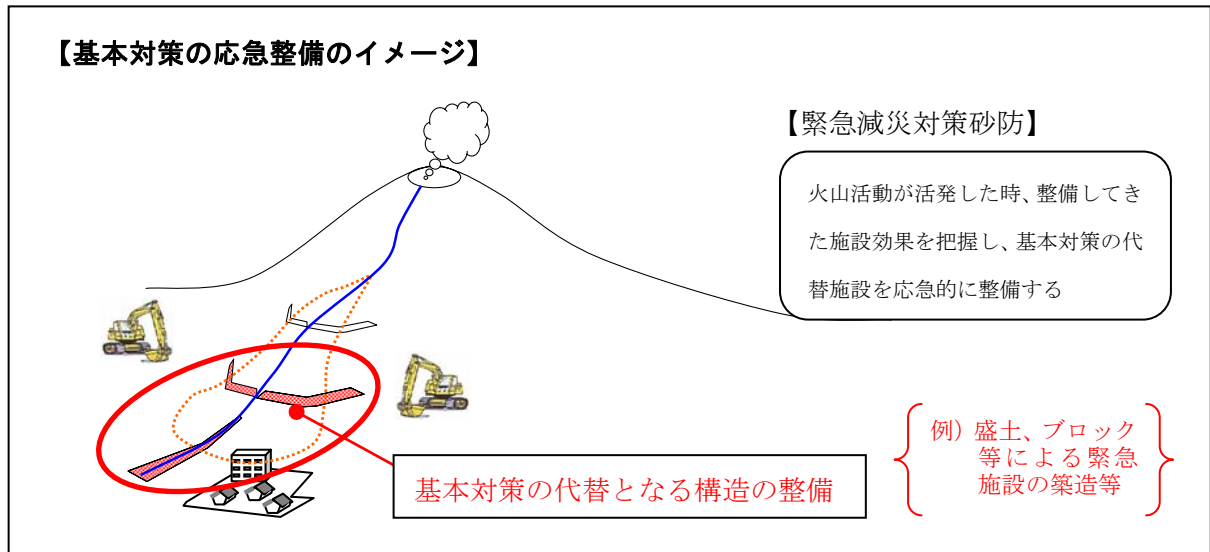 【基本対策の応急整備のイメージ】
【緊急減災対策砂防】
火山活動が活発した時、整備してき
た施設効果を把握し、基本対策の代
替施設を応急的に整備する
基本対策の代替となる構造の整備
例）盛土、ブロック
等による緊急
施設の築造等